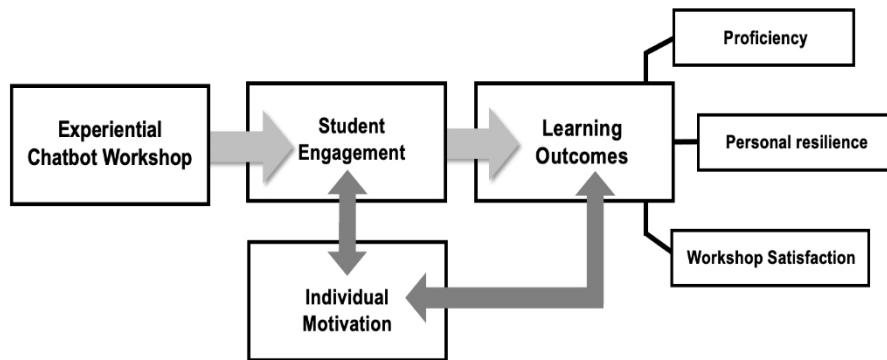 Experiential
Chatbot Workshop
Student
Engagement
Learning
Outcomes
Proficiency
Personal resilience
Workshop Satisfaction
Individual
Motivation